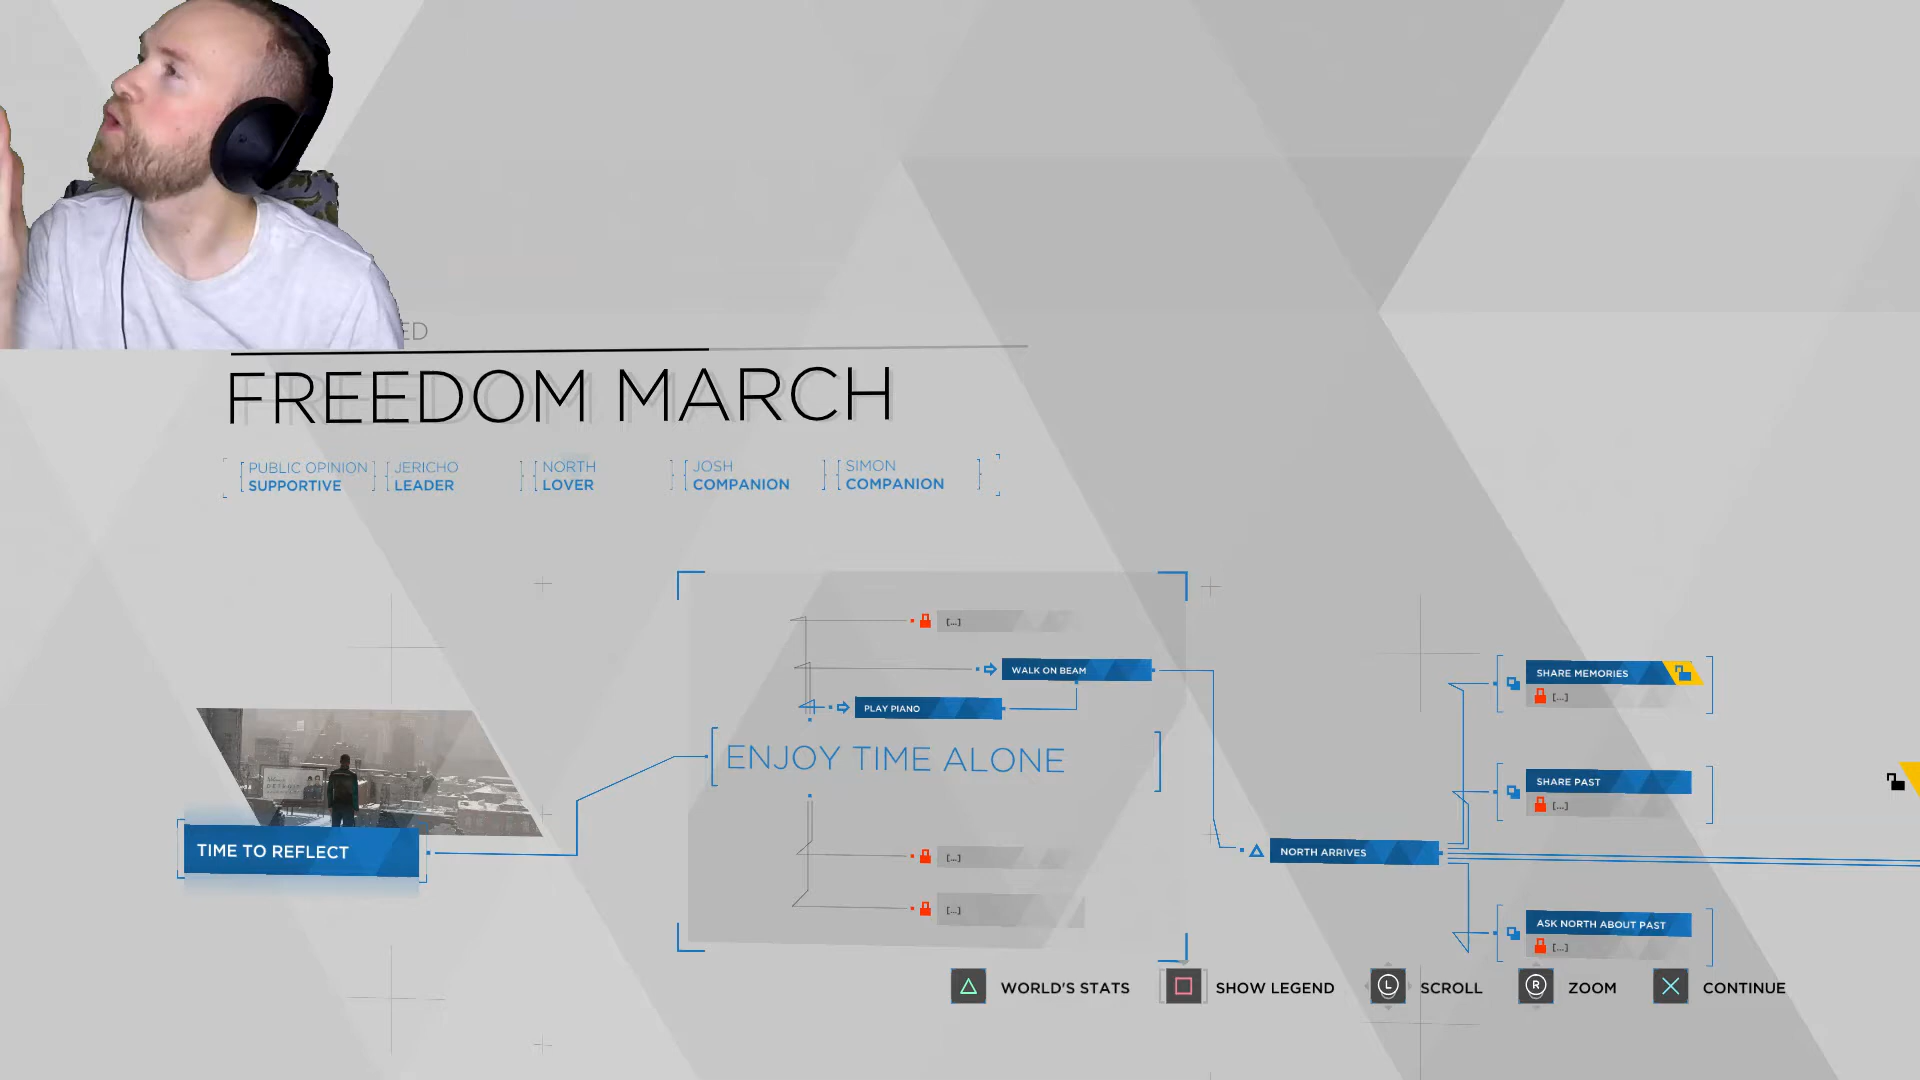 ED
FREEDOM MARCH
PUBLIC OPINION
SUPPORTIVE
JERICHO
LEADER
NORTH
LOVER
JOSH
COMPANION
SIMON
COMPANION
[...]
WALK ON BEAM
PLAY PIANO
ENJOY TIME ALONE
[...]
[...]
TIME TO REFLECT
NORTH ARRIVES
SHARE MEMORIES
[...]
SHARE PAST
[...]
ASK NORTH ABOUT PAST
[...]
WORLD'S STATS
SHOW LEGEND
L SCROLL
R ZOOM
CONTINUE